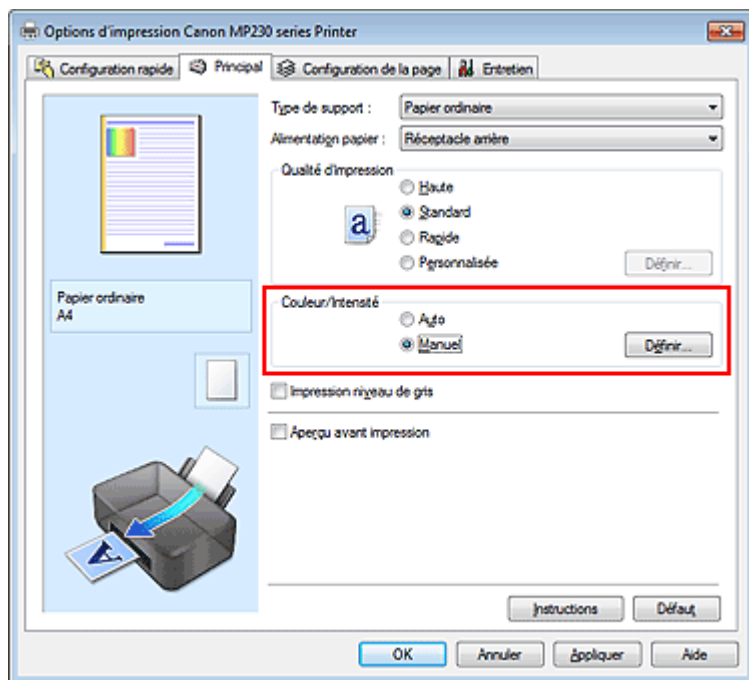 Options d'impression Canon MP230 series Printer
Configuration rapide Principal Configuration de la page Entretien
Type de support : Papier ordinaire
Alimentation papier : Réceptacle arrière
Qualité d'impression
Haute
a Standard
Rapide
Personnalisée Définir...
Papier ordinaire
A4
Couleur/Intensité
Auto
Manuel Définir...
Impression niveau de gris
Aperçu avant impression
A
Instructions Défaut
OK Annuler Appliquer Aide